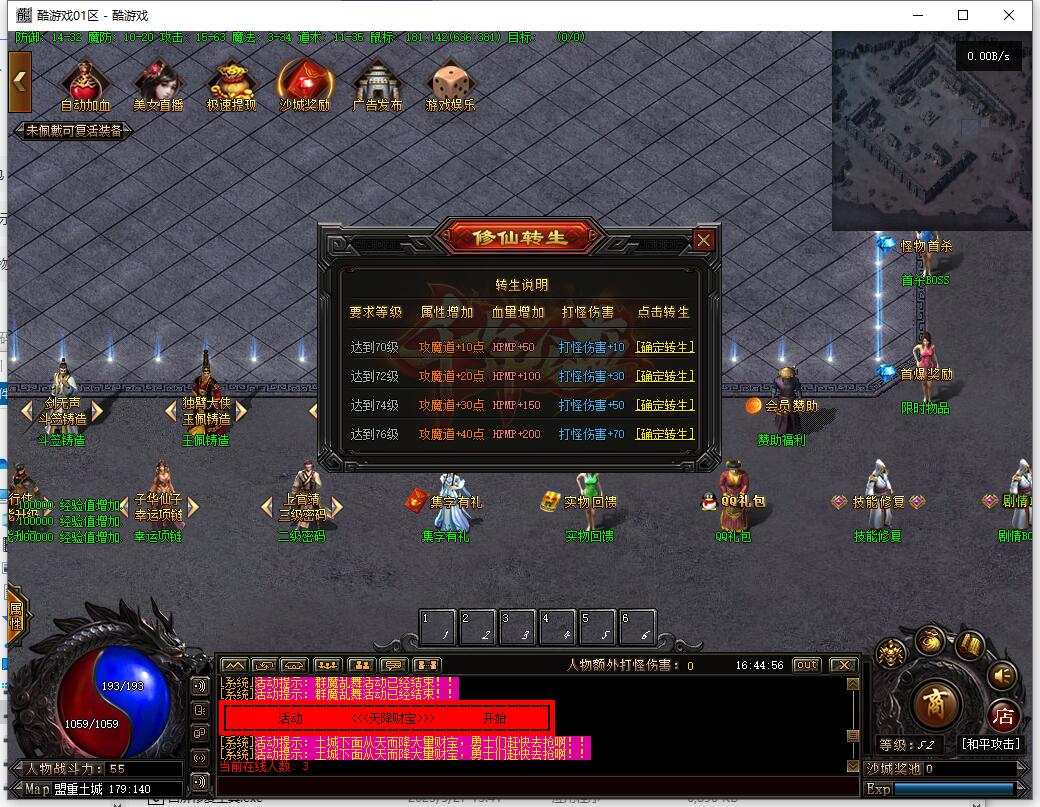 酷游戏01区 - 酷游戏
防御: 14-32 魔防: 10-20 攻击: 15-63 魔法: 3-34 道术: 11-35 鼠标: 181:142(636:381) 目标: (0/0)
0.00B/s
自动加血 美女直播 极速提现 沙城奖励 广告发布 游戏娱乐
未佩戴可复活装备
修仙转生
怪物首杀
首杀BOSS
转生说明
要求等级 属性增加 血量增加 打怪伤害 点击转生
达到70级 攻魔道+10点 HPMP+50 打怪伤害+10 [确定转生]
达到72级 攻魔道+20点 HPMP+100 打怪伤害+30 [确定转生]
达到74级 攻魔道+30点 HPMP+150 打怪伤害+50 [确定转生]
达到76级 攻魔道+40点 HPMP+200 打怪伤害+70 [确定转生]
首爆奖励
限时物品
剑无声
斗笠铸造
斗笠铸造
独臂大侠
玉佩铸造
玉佩铸造
会员赞助
赞助福利
100000 经验值增加
100000 经验值增加
100000 经验值增加
子华仙子
幸运项链
幸运项链
上官清
二级密码
二级密码
集字有礼
集字有礼
实物回馈
实物回馈
QQ礼包
QQ礼包
技能修复
技能修复
剧情
剧情BO
属性
1 2 3 4 5 6
1 2 3 4 5 6
人物额外打怪伤害: 0 16:44:56 out
[系统]活动提示: 群魔乱舞活动已经结束!!
[系统]活动提示: 群魔乱舞活动已经结束!!
活动 <<<天降财宝>>> 开始
[系统]活动提示: 土城下面从天而降大量财宝, 勇士们赶快去抢啊!!
[系统]活动提示: 土城下面从天而降大量财宝, 勇士们赶快去抢啊!!
当前在线人数: 3
193/193
1059/1059
人物战斗力: 55
Map 盟重土城 179:140
商
店
等级: 52 [和平攻击]
沙城奖池 0
Exp